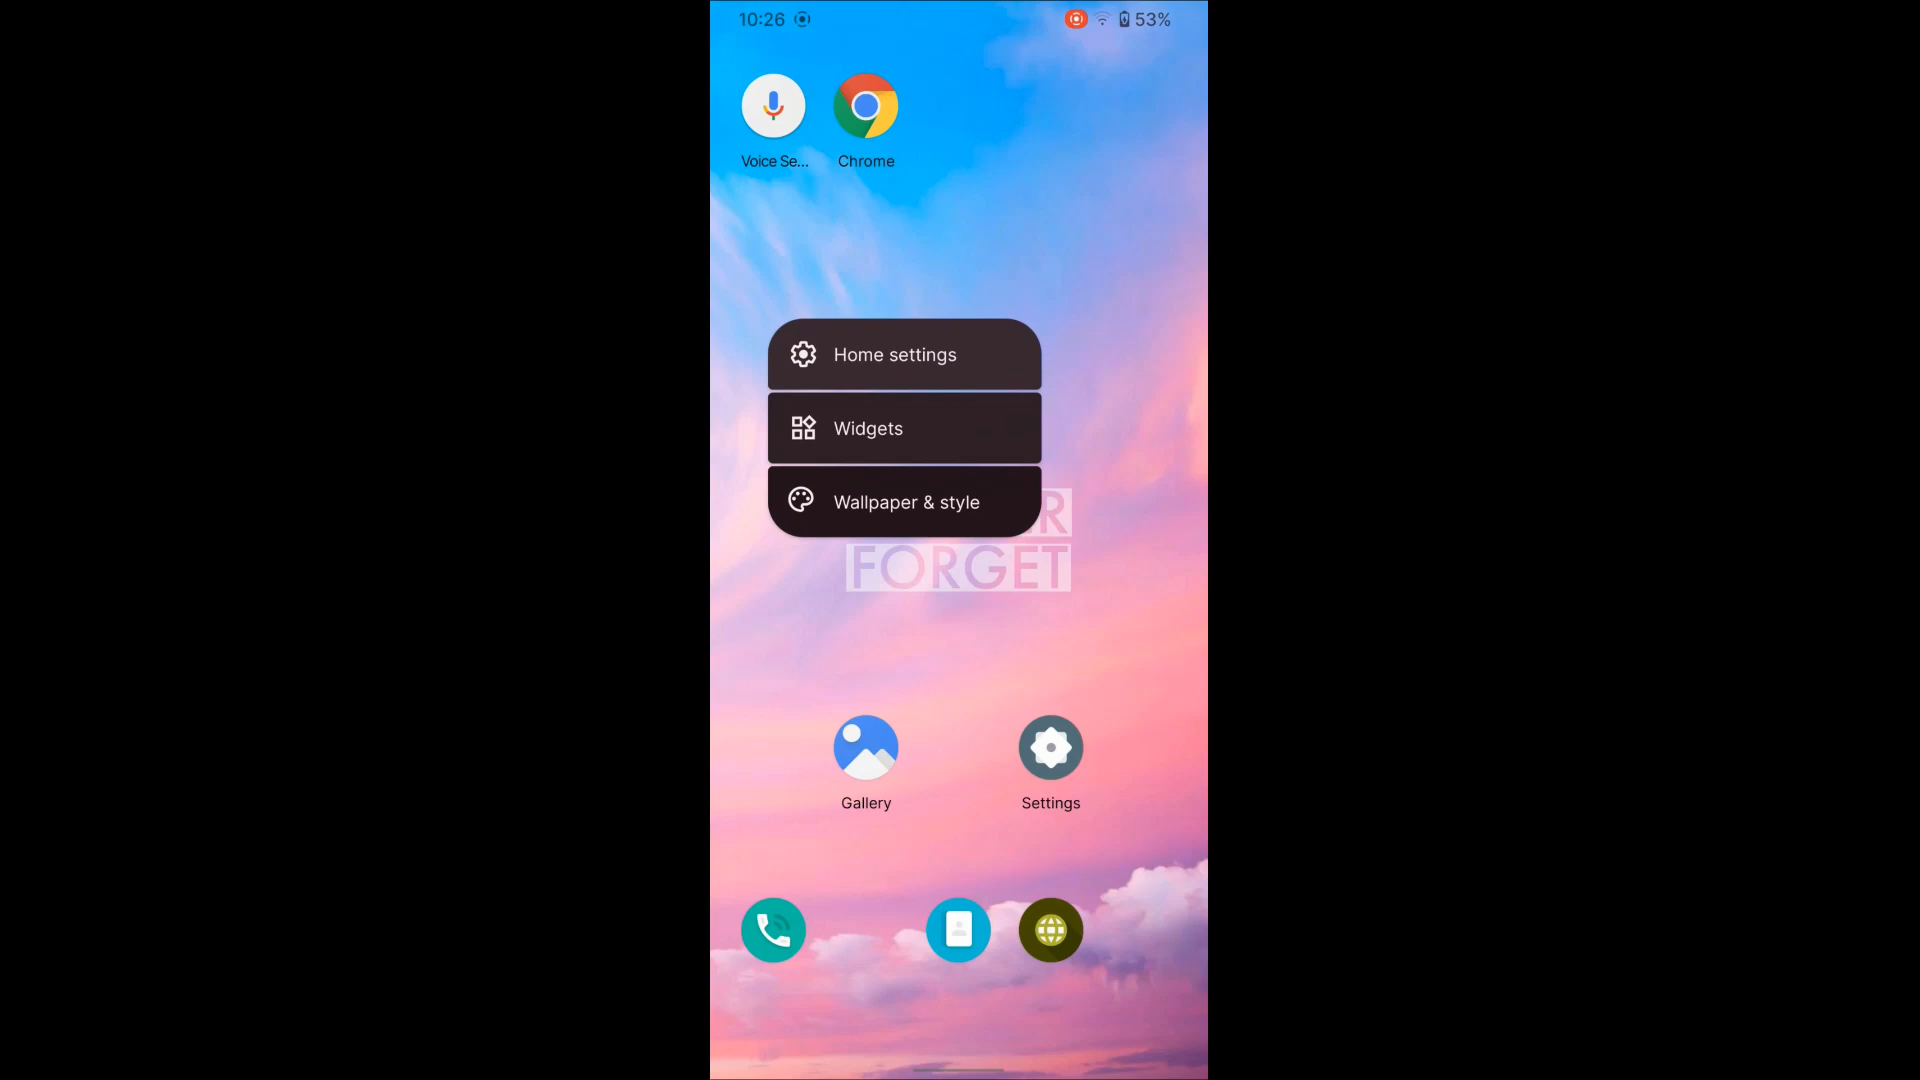 10:26
53%
Voice Se...
Chrome
Home settings
Widgets
Wallpaper & style
R
FORGET
Gallery
Settings